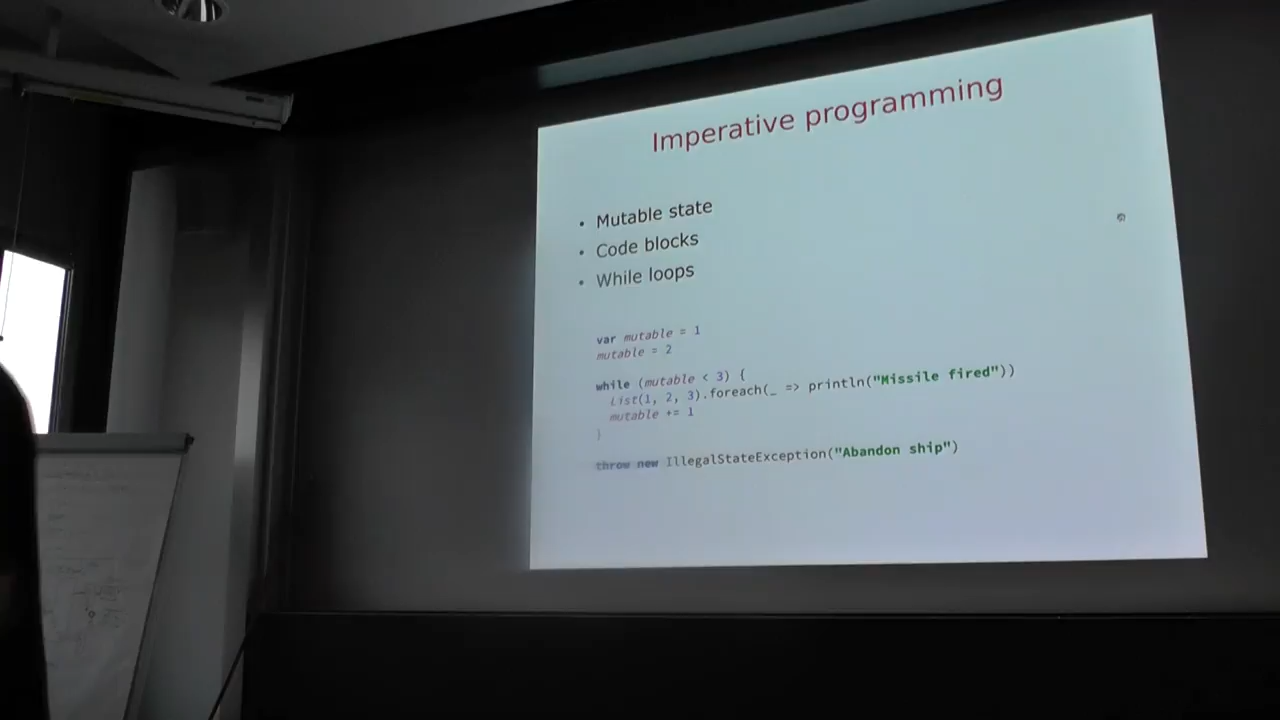 Imperative programming
• Mutable state
• Code blocks
• While loops
var mutable = 1
mutable = 2
while (mutable < 3) {
List(1, 2, 3).foreach(_ => println("Missile fired"))
mutable += 1
}
throw new IllegalStateException("Abandon ship")